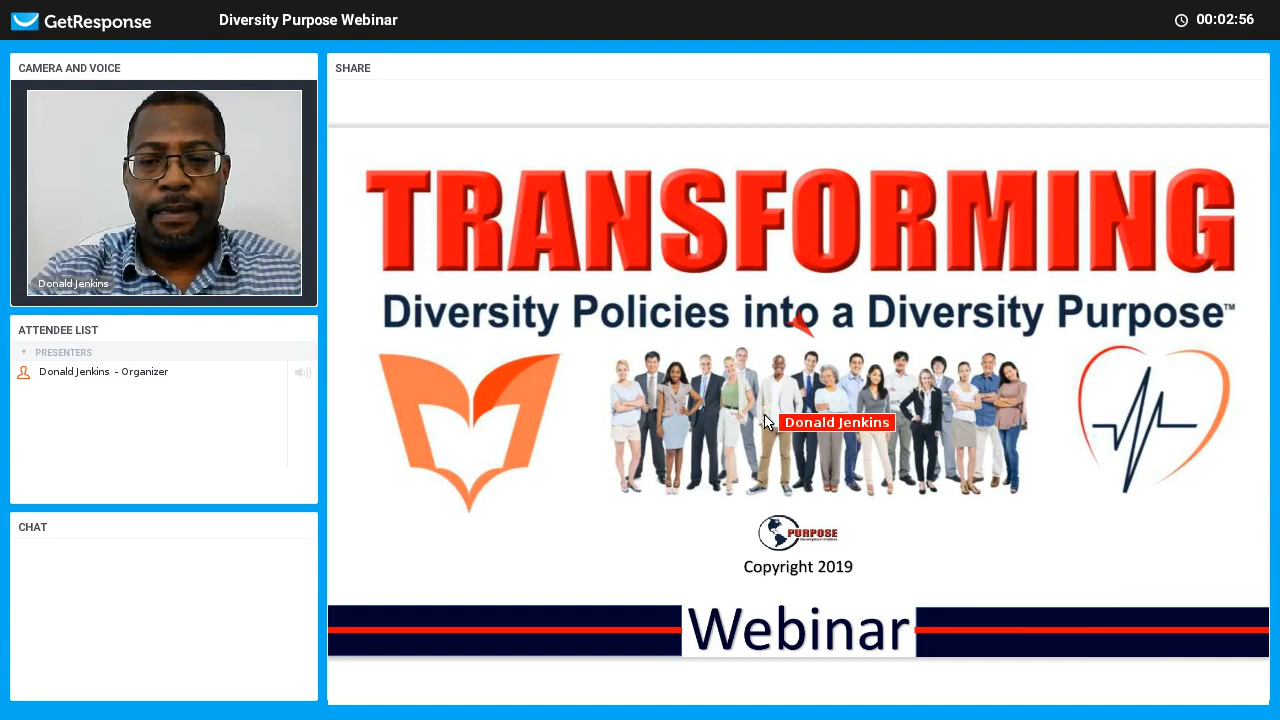 GetResponse
Diversity Purpose Webinar
00:02:56
CAMERA AND VOICE
Donald Jenkins
ATTENDEE LIST
PRESENTERS
Donald Jenkins - Organizer
CHAT
SHARE
TRANSFORMING
Diversity Policies into a Diversity Purpose™
Donald Jenkins
PURPOSE
Copyright 2019
Webinar